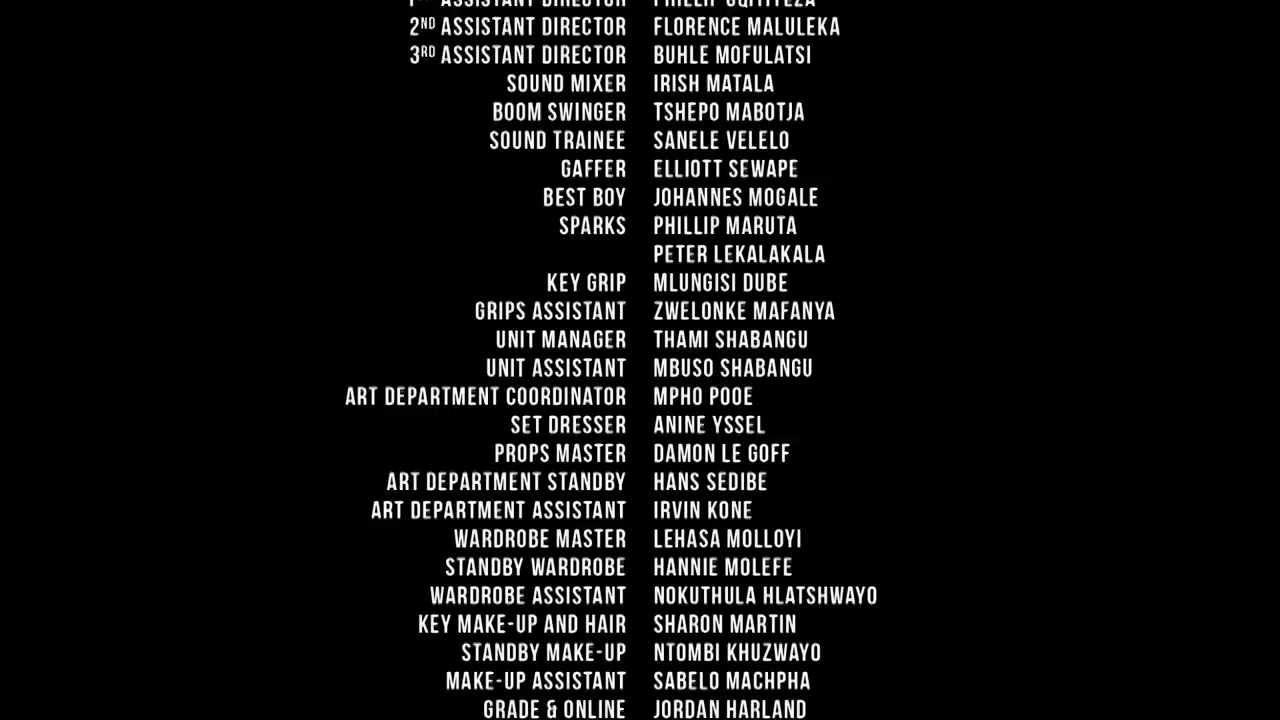 2ND ASSISTANT DIRECTOR FLORENCE MALULEKA
3RD ASSISTANT DIRECTOR BUHLE MOFULATSI
SOUND MIXER IRISH MATALA
BOOM SWINGER TSHEPO MABOTJA
SOUND TRAINEE SANELE VELELO
GAFFER ELLIOTT SEWAPE
BEST BOY JOHANNES MOGALE
SPARKS PHILLIP MARUTA
PETER LEKALAKALA
KEY GRIP MLUNGISI DUBE
GRIPS ASSISTANT ZWELONKE MAFANYA
UNIT MANAGER THAMI SHABANGU
UNIT ASSISTANT MBUSO SHABANGU
ART DEPARTMENT COORDINATOR MPHO POOE
SET DRESSER ANINE YSSEL
PROPS MASTER DAMON LE GOFF
ART DEPARTMENT STANDBY HANS SEDIBE
ART DEPARTMENT ASSISTANT IRVIN KONE
WARDROBE MASTER LEHASA MOLLOYI
STANDBY WARDROBE HANNIE MOLEFE
WARDROBE ASSISTANT NOKUTHULA HLATSHWAYO
KEY MAKE-UP AND HAIR SHARON MARTIN
STANDBY MAKE-UP NTOMBI KHUZWAYO
MAKE-UP ASSISTANT SABELO MACHPHA
GRADE & ONLINE JORDAN HARLAND